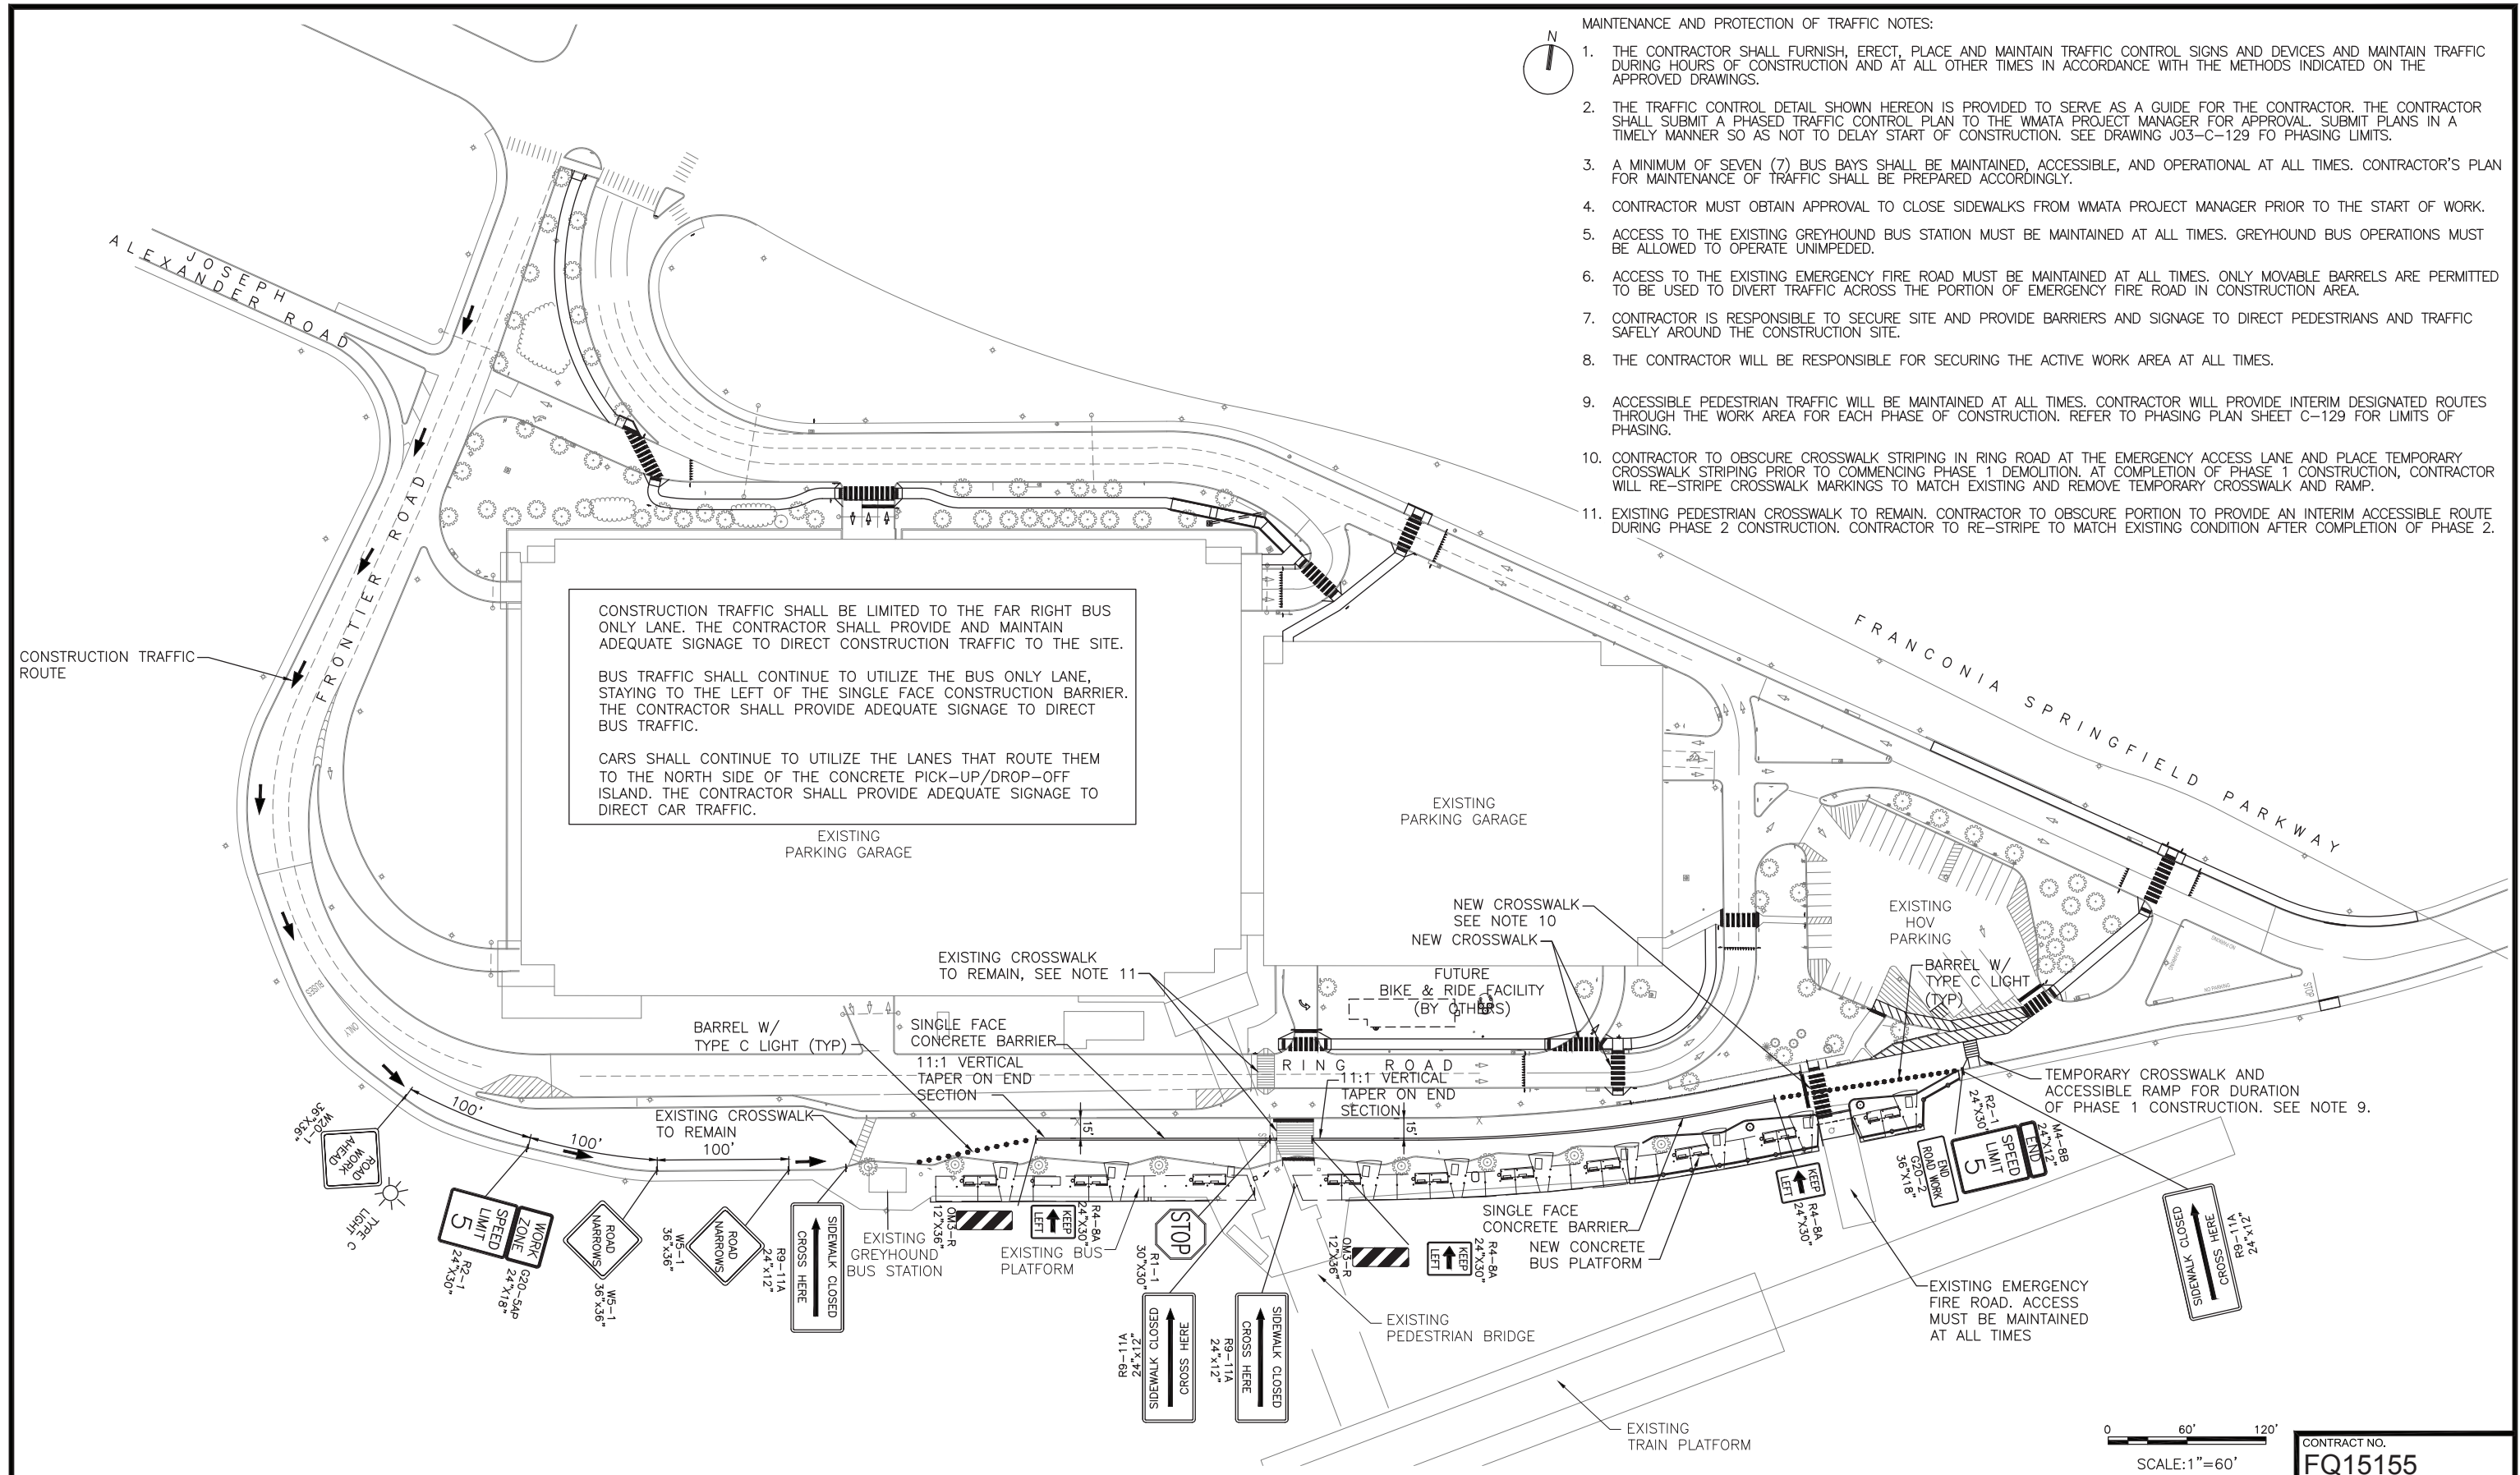 MAINTENANCE AND PROTECTION OF TRAFFIC NOTES:
N
1. THE CONTRACTOR SHALL FURNISH, ERECT, PLACE AND MAINTAIN TRAFFIC CONTROL SIGNS AND DEVICES AND MAINTAIN TRAFFIC
DURING HOURS OF CONSTRUCTION AND AT ALL OTHER TIMES IN ACCORDANCE WITH THE METHODS INDICATED ON THE
APPROVED DRAWINGS.
2. THE TRAFFIC CONTROL DETAIL SHOWN HEREON IS PROVIDED TO SERVE AS A GUIDE FOR THE CONTRACTOR. THE CONTRACTOR
SHALL SUBMIT A PHASED TRAFFIC CONTROL PLAN TO THE WMATA PROJECT MANAGER FOR APPROVAL. SUBMIT PLANS IN A
TIMELY MANNER SO AS NOT TO DELAY START OF CONSTRUCTION. SEE DRAWING J03-C-129 FO PHASING LIMITS.
3. A MINIMUM OF SEVEN (7) BUS BAYS SHALL BE MAINTAINED, ACCESSIBLE, AND OPERATIONAL AT ALL TIMES. CONTRACTOR'S PLAN
FOR MAINTENANCE OF TRAFFIC SHALL BE PREPARED ACCORDINGLY.
4. CONTRACTOR MUST OBTAIN APPROVAL TO CLOSE SIDEWALKS FROM WMATA PROJECT MANAGER PRIOR TO THE START OF WORK.
5. ACCESS TO THE EXISTING GREYHOUND BUS STATION MUST BE MAINTAINED AT ALL TIMES. GREYHOUND BUS OPERATIONS MUST
BE ALLOWED TO OPERATE UNIMPEDED.
6. ACCESS TO THE EXISTING EMERGENCY FIRE ROAD MUST BE MAINTAINED AT ALL TIMES. ONLY MOVABLE BARRELS ARE PERMITTED
TO BE USED TO DIVERT TRAFFIC ACROSS THE PORTION OF EMERGENCY FIRE ROAD IN CONSTRUCTION AREA.
7. CONTRACTOR IS RESPONSIBLE TO SECURE SITE AND PROVIDE BARRIERS AND SIGNAGE TO DIRECT PEDESTRIANS AND TRAFFIC
SAFELY AROUND THE CONSTRUCTION SITE.
8. THE CONTRACTOR WILL BE RESPONSIBLE FOR SECURING THE ACTIVE WORK AREA AT ALL TIMES.
9. ACCESSIBLE PEDESTRIAN TRAFFIC WILL BE MAINTAINED AT ALL TIMES. CONTRACTOR WILL PROVIDE INTERIM DESIGNATED ROUTES
THROUGH THE WORK AREA FOR EACH PHASE OF CONSTRUCTION. REFER TO PHASING PLAN SHEET C-129 FOR LIMITS OF
PHASING.
10. CONTRACTOR TO OBSCURE CROSSWALK STRIPING IN RING ROAD AT THE EMERGENCY ACCESS LANE AND PLACE TEMPORARY
CROSSWALK STRIPING PRIOR TO COMMENCING PHASE 1 DEMOLITION. AT COMPLETION OF PHASE 1 CONSTRUCTION, CONTRACTOR
WILL RE-STRIPE CROSSWALK MARKINGS TO MATCH EXISTING AND REMOVE TEMPORARY CROSSWALK AND RAMP.
11. EXISTING PEDESTRIAN CROSSWALK TO REMAIN. CONTRACTOR TO OBSCURE PORTION TO PROVIDE AN INTERIM ACCESSIBLE ROUTE
DURING PHASE 2 CONSTRUCTION. CONTRACTOR TO RE-STRIPE TO MATCH EXISTING CONDITION AFTER COMPLETION OF PHASE 2.
JOSEPH
ALEXANDER ROAD
FRONTIER ROAD
CONSTRUCTION TRAFFIC
ROUTE
CONSTRUCTION TRAFFIC SHALL BE LIMITED TO THE FAR RIGHT BUS
ONLY LANE. THE CONTRACTOR SHALL PROVIDE AND MAINTAIN
ADEQUATE SIGNAGE TO DIRECT CONSTRUCTION TRAFFIC TO THE SITE.
BUS TRAFFIC SHALL CONTINUE TO UTILIZE THE BUS ONLY LANE,
STAYING TO THE LEFT OF THE SINGLE FACE CONSTRUCTION BARRIER.
THE CONTRACTOR SHALL PROVIDE ADEQUATE SIGNAGE TO DIRECT
BUS TRAFFIC.
CARS SHALL CONTINUE TO UTILIZE THE LANES THAT ROUTE THEM
TO THE NORTH SIDE OF THE CONCRETE PICK-UP/DROP-OFF
ISLAND. THE CONTRACTOR SHALL PROVIDE ADEQUATE SIGNAGE TO
DIRECT CAR TRAFFIC.
EXISTING
PARKING GARAGE
EXISTING
PARKING GARAGE
FRANCONIA SPRINGFIELD PARKWAY
NEW CROSSWALK
SEE NOTE 10
NEW CROSSWALK
EXISTING
HOV
PARKING
EXISTING CROSSWALK
TO REMAIN, SEE NOTE 11
FUTURE
BIKE & RIDE FACILITY
(BY OTHERS)
BARREL W/
TYPE C LIGHT
(TYP)
NO PARKING
NO PARKING
NO PARKING
STOP
BUSES
ONLY
BARREL W/
TYPE C LIGHT (TYP)
SINGLE FACE
CONCRETE BARRIER
11:1 VERTICAL
TAPER ON END
SECTION
RING ROAD
11:1 VERTICAL
TAPER ON END
SECTION
TEMPORARY CROSSWALK AND
ACCESSIBLE RAMP FOR DURATION
OF PHASE 1 CONSTRUCTION. SEE NOTE 9.
EXISTING CROSSWALK
TO REMAIN
15'
15'
100'
100'
100'
W20-1
36"X36"
ROAD
WORK
AHEAD
TYPE C
LIGHT
WORK
ZONE
SPEED
LIMIT
5
R2-1
24"X30"
G20-5AP
24"X18"
ROAD
NARROWS
W5-1
36"x36"
ROAD
NARROWS
W5-1
36"x36"
SIDEWALK CLOSED
CROSS HERE
R9-11A
24"x12"
EXISTING
GREYHOUND
BUS STATION
OM3-R
12"X36"
KEEP
LEFT
R4-8A
24"X30"
EXISTING BUS
PLATFORM
STOP
R1-1
30"X30"
SIDEWALK CLOSED
CROSS HERE
R9-11A
24"x12"
SIDEWALK CLOSED
CROSS HERE
R9-11A
24"x12"
OM3-R
12"X36"
KEEP
LEFT
R4-8A
24"X30"
SINGLE FACE
CONCRETE BARRIER
NEW CONCRETE
BUS PLATFORM
KEEP
LEFT
R4-8A
24"X30"
END
ROAD WORK
G20-2
36"X18"
R2-1
24"X30"
SPEED
LIMIT
5
END
M4-8B
24"X12"
SIDEWALK CLOSED
CROSS HERE
R9-11A
24"x12"
EXISTING EMERGENCY
FIRE ROAD. ACCESS
MUST BE MAINTAINED
AT ALL TIMES
EXISTING
PEDESTRIAN BRIDGE
EXISTING
TRAIN PLATFORM
0 60' 120'
SCALE:1"=60'
CONTRACT NO.
FQ15155